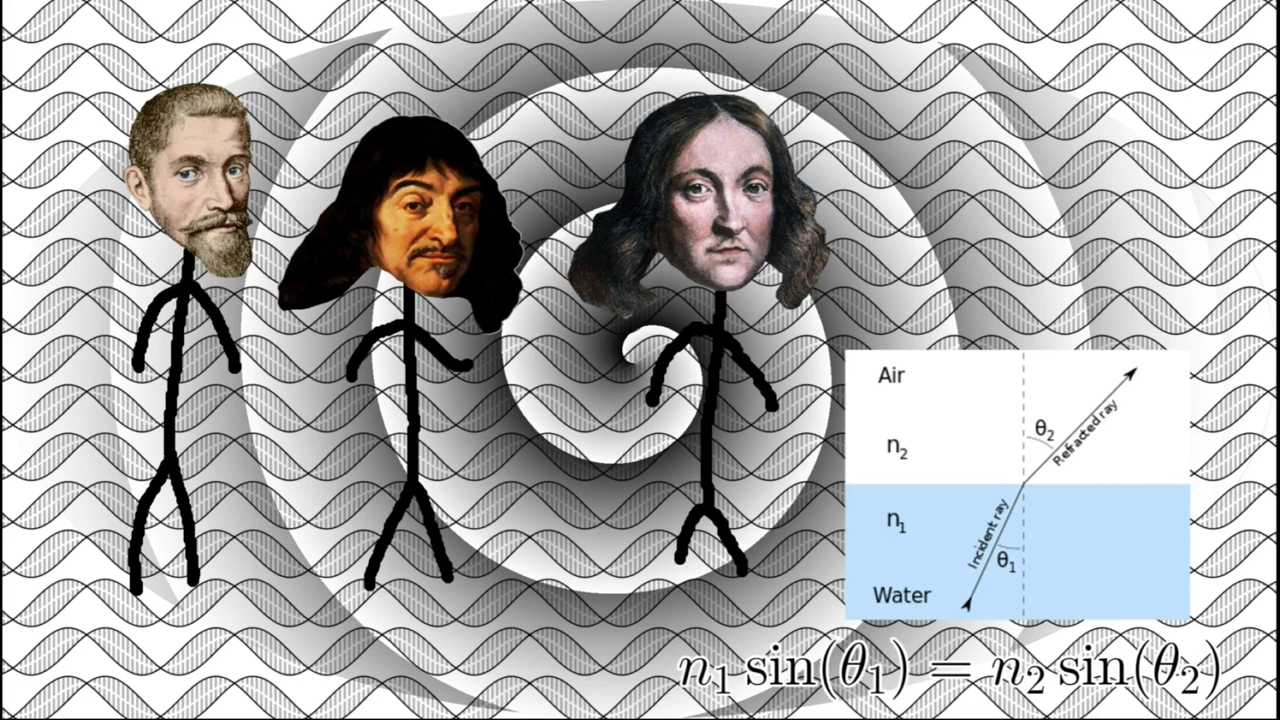 Air
n₂
θ₂
Refracted ray
n₁
Incident ray
θ₁
Water
n₁ sin(θ₁) = n₂ sin(θ₂)